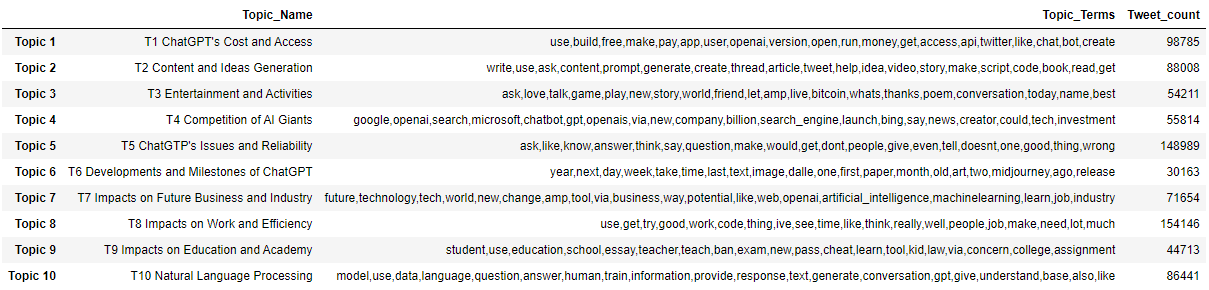 Topic_Name Topic_Terms Tweet_count
Topic 1 T1 ChatGPT's Cost and Access use,build,free,make,pay,app,user,openai,version,open,run,money,get,access,api,twitter,like,chat,bot,create 98785
Topic 2 T2 Content and Ideas Generation write,use,ask,content,prompt,generate,create,thread,article,tweet,help,idea,video,story,make,script,code,book,read,get 88008
Topic 3 T3 Entertainment and Activities ask,love,talk,game,play,new,story,world,friend,let,amp,live,bitcoin,whats,thanks,poem,conversation,today,name,best 54211
Topic 4 T4 Competition of AI Giants google,openai,search,microsoft,chatbot,gpt,openais,via,new,company,billion,search_engine,launch,bing,say,news,creator,could,tech,investment 55814
Topic 5 T5 ChatGTP's Issues and Reliability ask,like,know,answer,think,say,question,make,would,get,dont,people,give,even,tell,doesnt,one,good,thing,wrong 148989
Topic 6 T6 Developments and Milestones of ChatGPT year,next,day,week,take,time,last,text,image,dalle,one,first,paper,month,old,art,two,midjourney,ago,release 30163
Topic 7 T7 Impacts on Future Business and Industry future,technology,tech,world,new,change,amp,tool,via,business,way,potential,like,web,openai,artificial_intelligence,machinelearning,learn,job,industry 71654
Topic 8 T8 Impacts on Work and Efficiency use,get,try,good,work,code,thing,ive,see,time,like,think,really,well,people,job,make,need,lot,much 154146
Topic 9 T9 Impacts on Education and Academy student,use,education,school,essay,teacher,teach,ban,exam,new,pass,cheat,learn,tool,kid,law,via,concern,college,assignment 44713
Topic 10 T10 Natural Language Processing model,use,data,language,question,answer,human,train,information,provide,response,text,generate,conversation,gpt,give,understand,base,also,like 86441